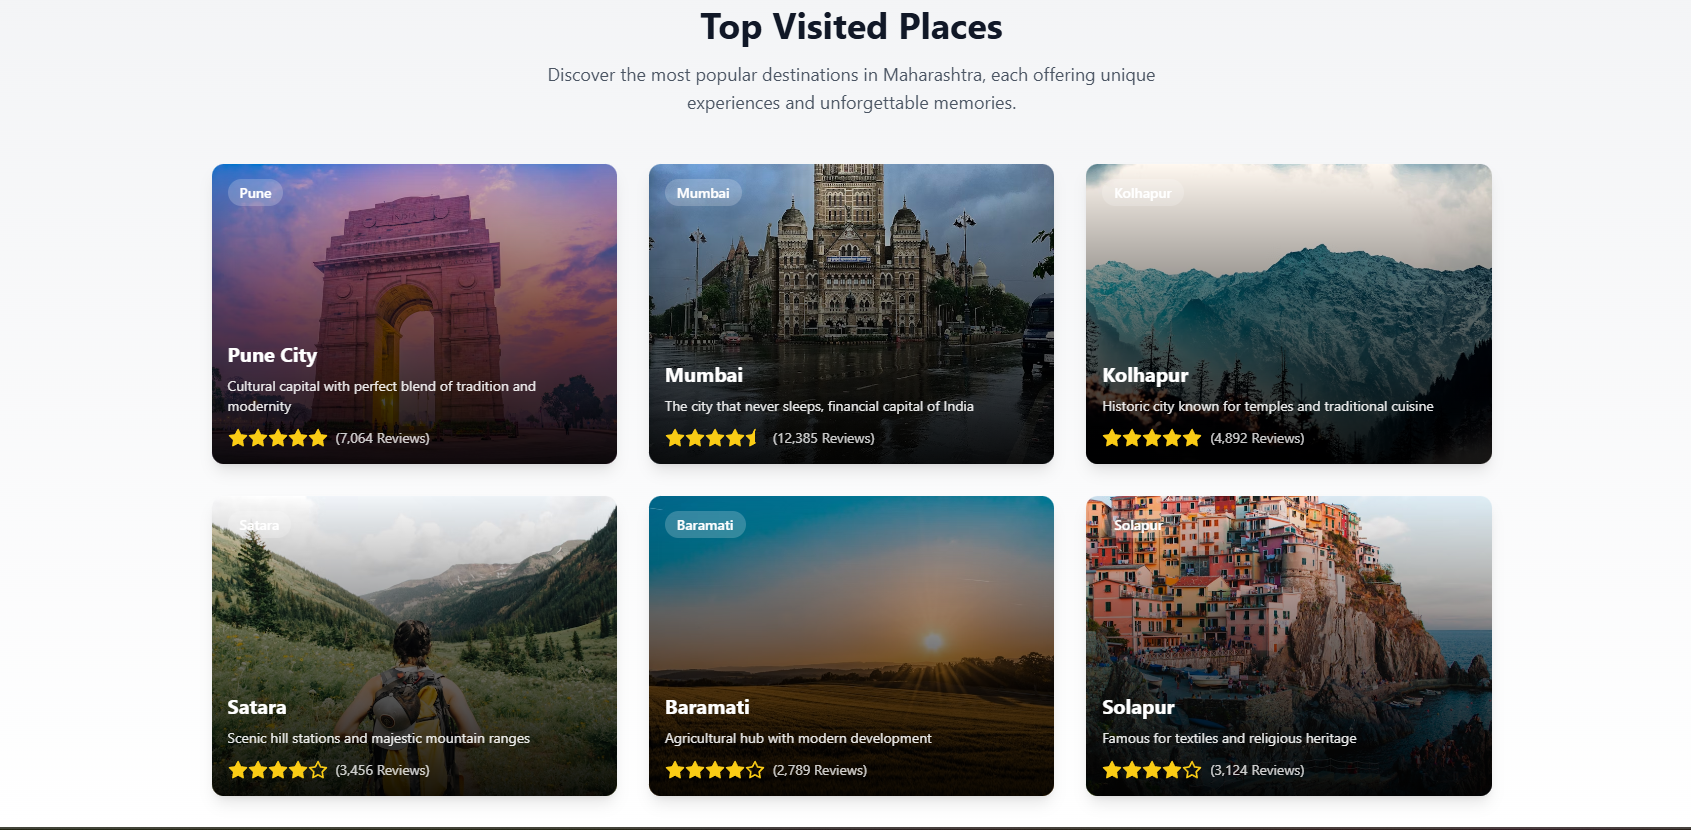 Top Visited Places
Discover the most popular destinations in Maharashtra, each offering unique
experiences and unforgettable memories.
Pune
Pune City
Cultural capital with perfect blend of tradition and
modernity
(7,064 Reviews)
Mumbai
Mumbai
The city that never sleeps, financial capital of India
(12,385 Reviews)
Kolhapur
Kolhapur
Historic city known for temples and traditional cuisine
(4,892 Reviews)
Satara
Satara
Scenic hill stations and majestic mountain ranges
(3,456 Reviews)
Baramati
Baramati
Agricultural hub with modern development
(2,789 Reviews)
Solapur
Solapur
Famous for textiles and religious heritage
(3,124 Reviews)